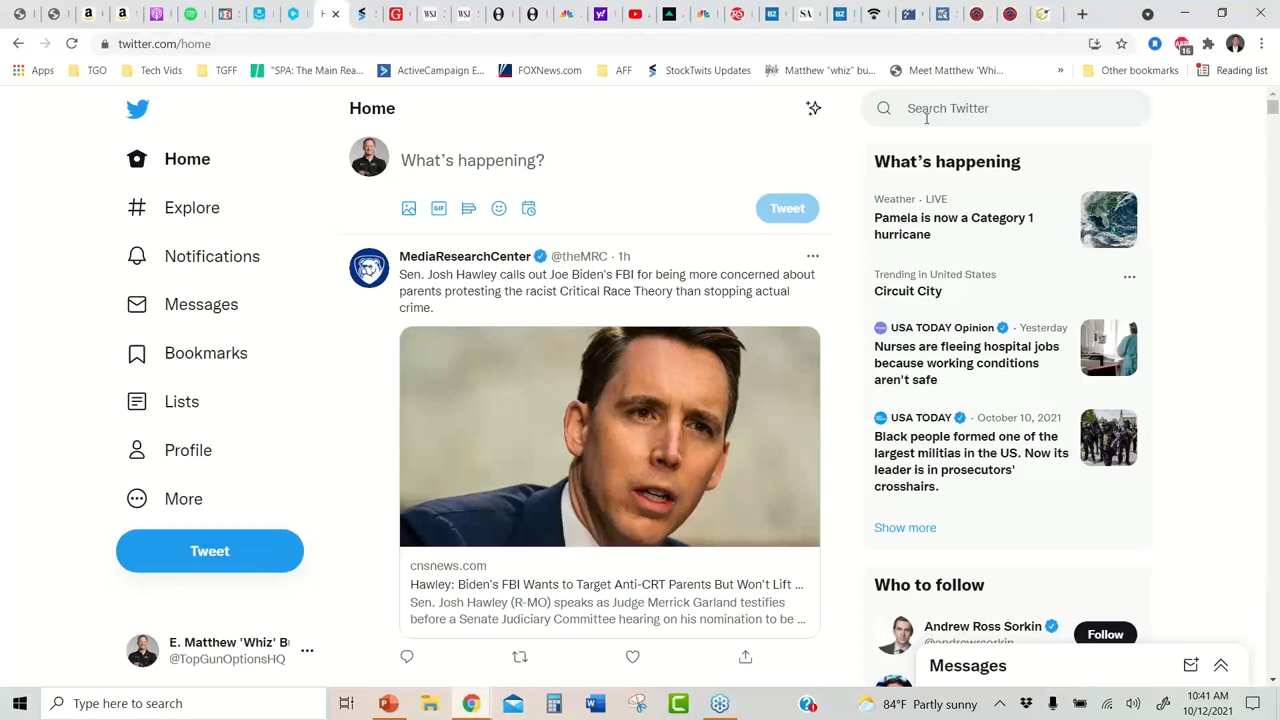 twitter.com/home
16
Apps
TGO
Tech Vids
TGFF
"SPA: The Main Rea...
ActiveCampaign E...
FOXNews.com
AFF
StockTwits Updates
Matthew "whiz" bu...
Meet Matthew 'Whi...
»
Other bookmarks
Reading list
Home
Search Twitter
What's happening?
GIF
Tweet
Home
Explore
Notifications
Messages
Bookmarks
Lists
Profile
More
Tweet
E. Matthew 'Whiz' B
@TopGunOptionsHQ
MediaResearchCenter @theMRC · 1h
Sen. Josh Hawley calls out Joe Biden's FBI for being more concerned about
parents protesting the racist Critical Race Theory than stopping actual
crime.
cnsnews.com
Hawley: Biden's FBI Wants to Target Anti-CRT Parents But Won't Lift ...
Sen. Josh Hawley (R-MO) speaks as Judge Merrick Garland testifies
before a Senate Judiciary Committee hearing on his nomination to be ...
What's happening
Weather · LIVE
Pamela is now a Category 1
hurricane
Trending in United States
Circuit City
USA TODAY Opinion · Yesterday
Nurses are fleeing hospital jobs
because working conditions
aren't safe
USA TODAY · October 10, 2021
Black people formed one of the
largest militias in the US. Now its
leader is in prosecutors'
crosshairs.
Show more
Who to follow
Andrew Ross Sorkin
@andrewrsorkin
Follow
Messages
Type here to search
84°F Partly sunny
10:41 AM
10/12/2021